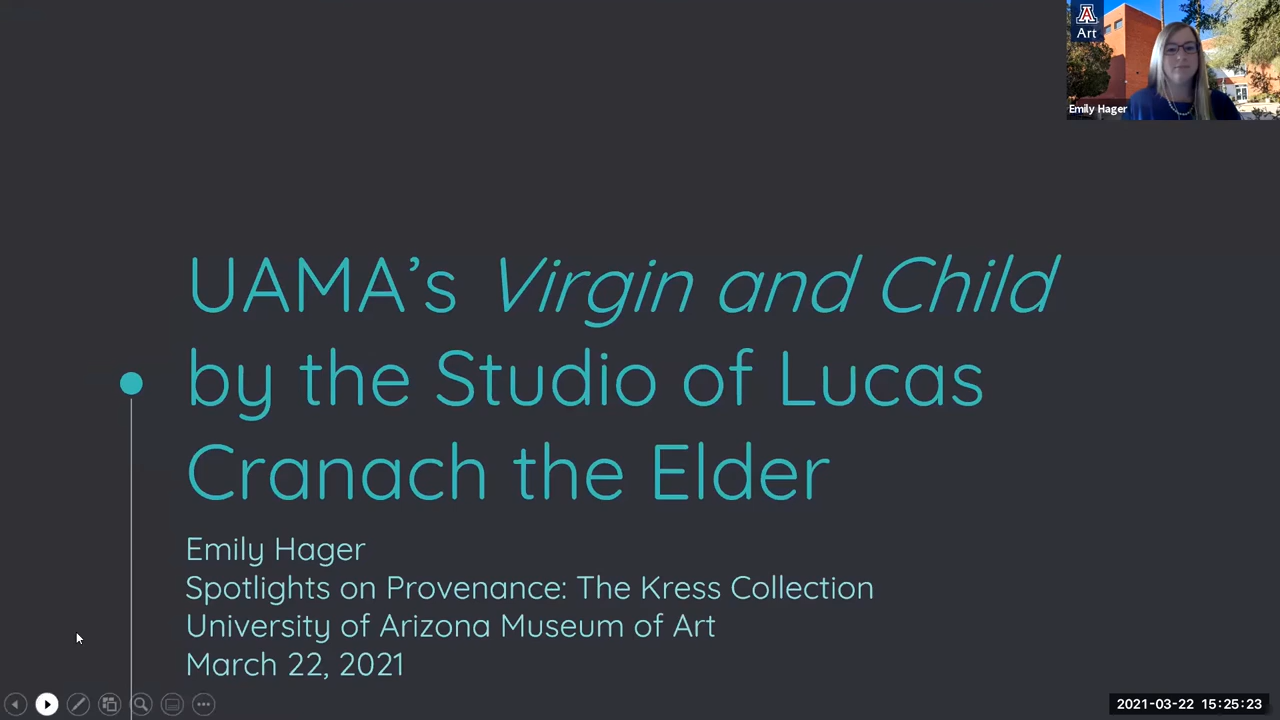 Art
Emily Hager
UAMA’s Virgin and Child
by the Studio of Lucas
Cranach the Elder
Emily Hager
Spotlights on Provenance: The Kress Collection
University of Arizona Museum of Art
March 22, 2021
2021-03-22 15:25:23